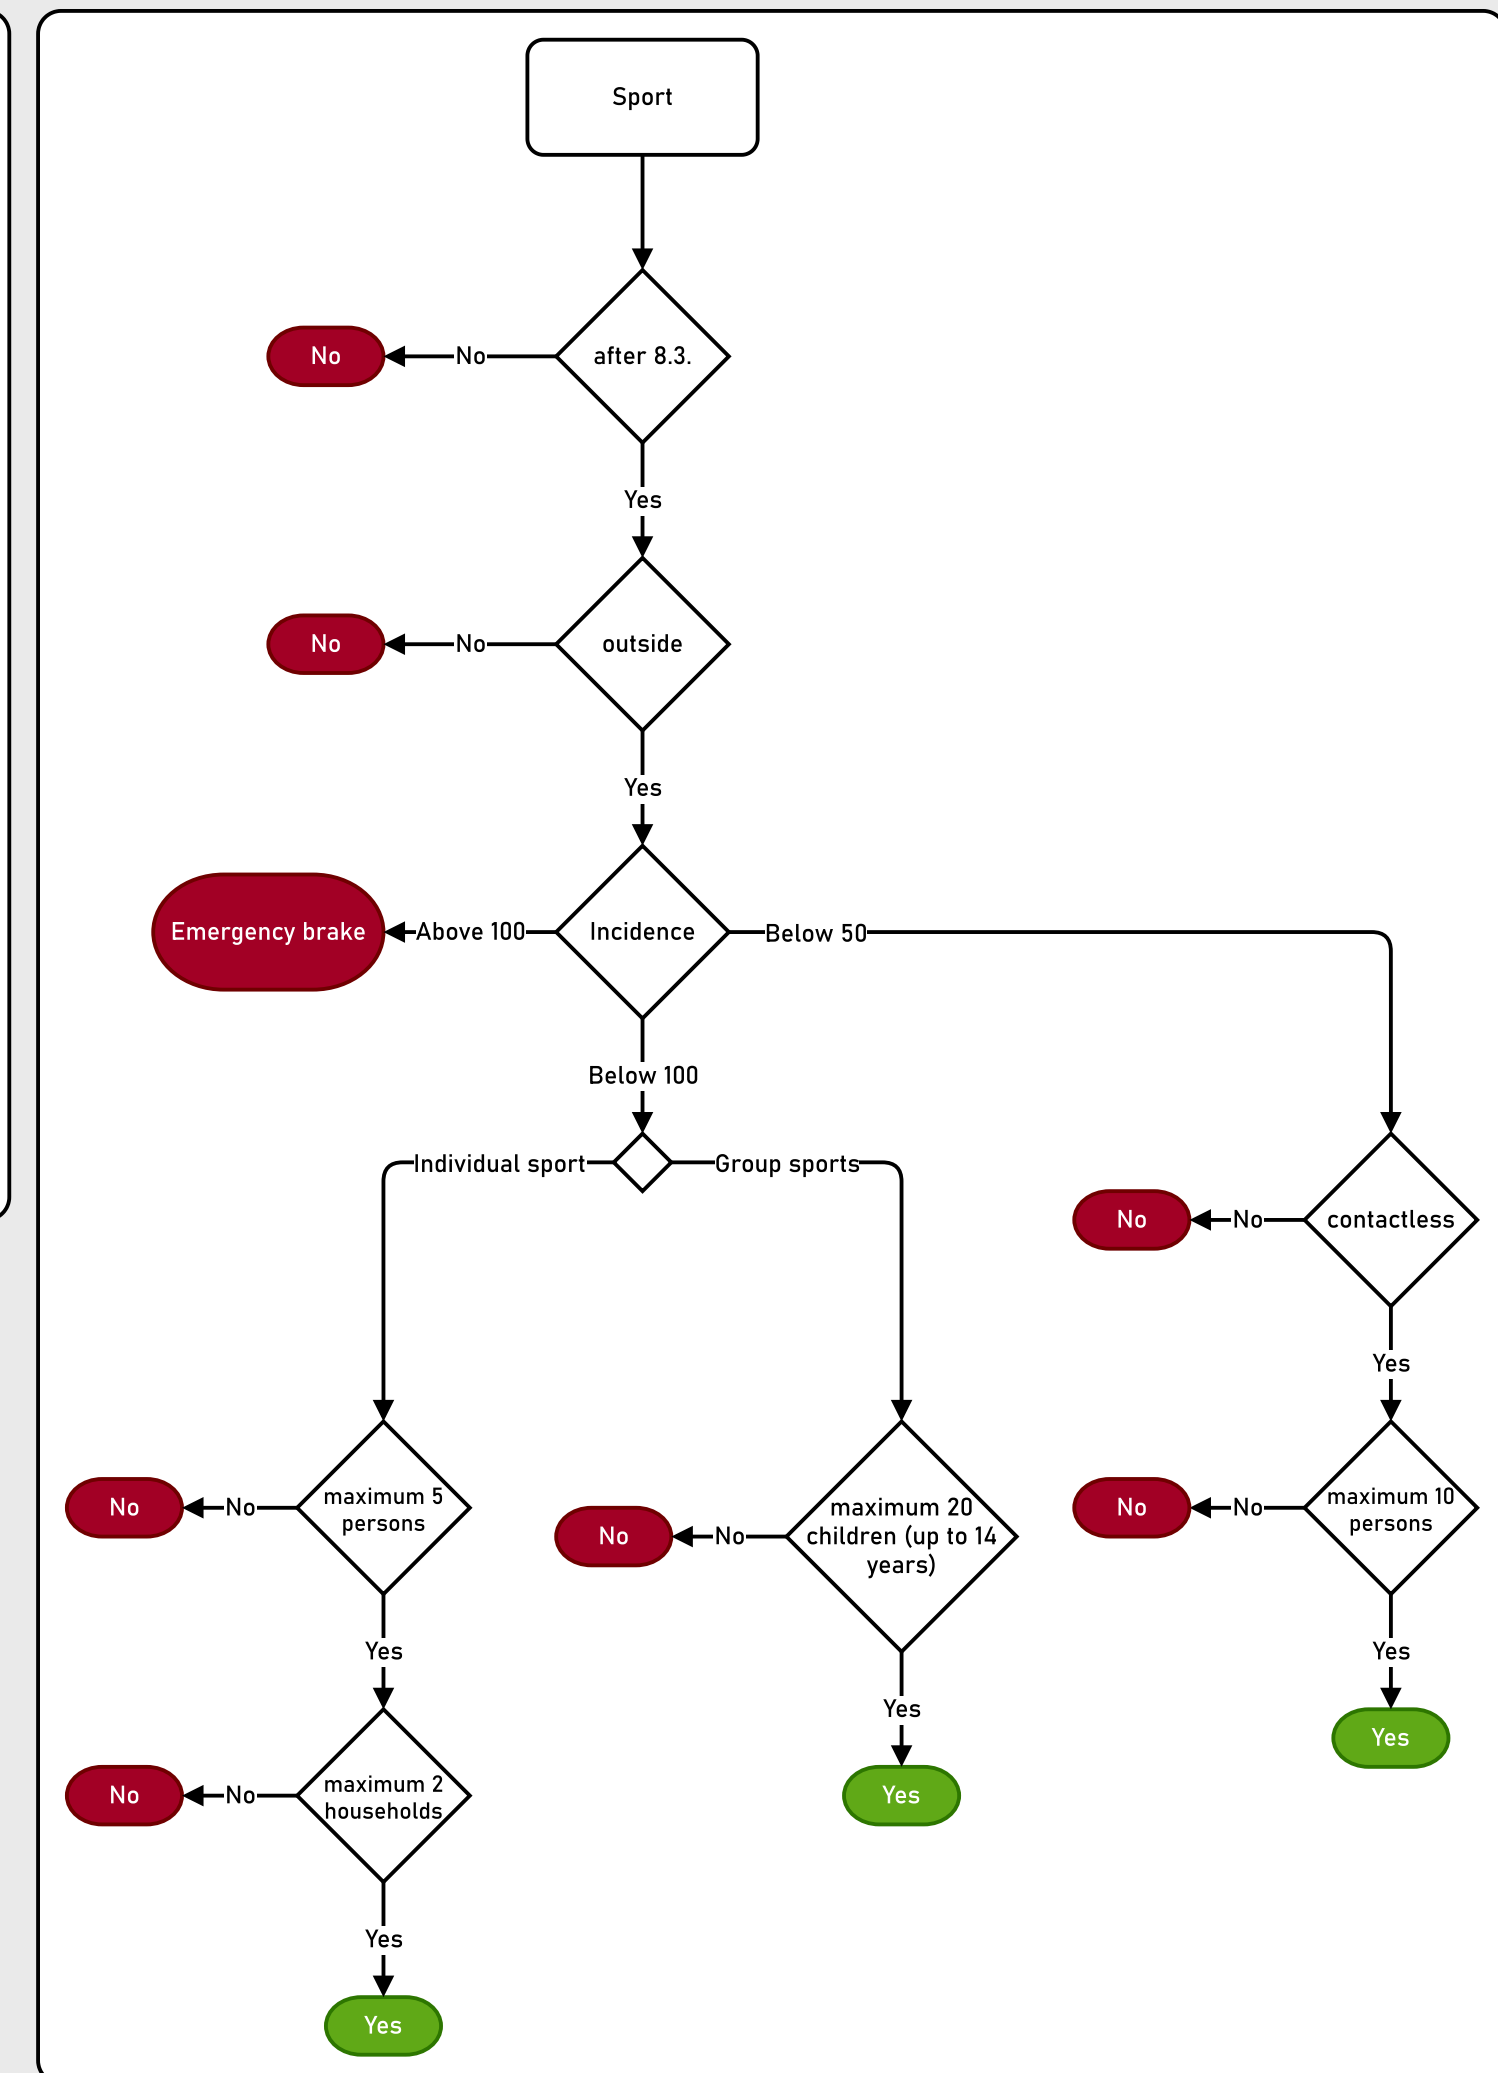 Sport
after 8.3.
No
No
Yes
outside
No
No
Yes
Incidence
Above 100
Emergency brake
Below 50
Below 100
Individual sport
Group sports
contactless
No
No
Yes
maximum 5
persons
No
No
Yes
maximum 20
children (up to 14
years)
No
No
Yes
Yes
maximum 10
persons
No
No
Yes
Yes
maximum 2
households
No
No
Yes
Yes